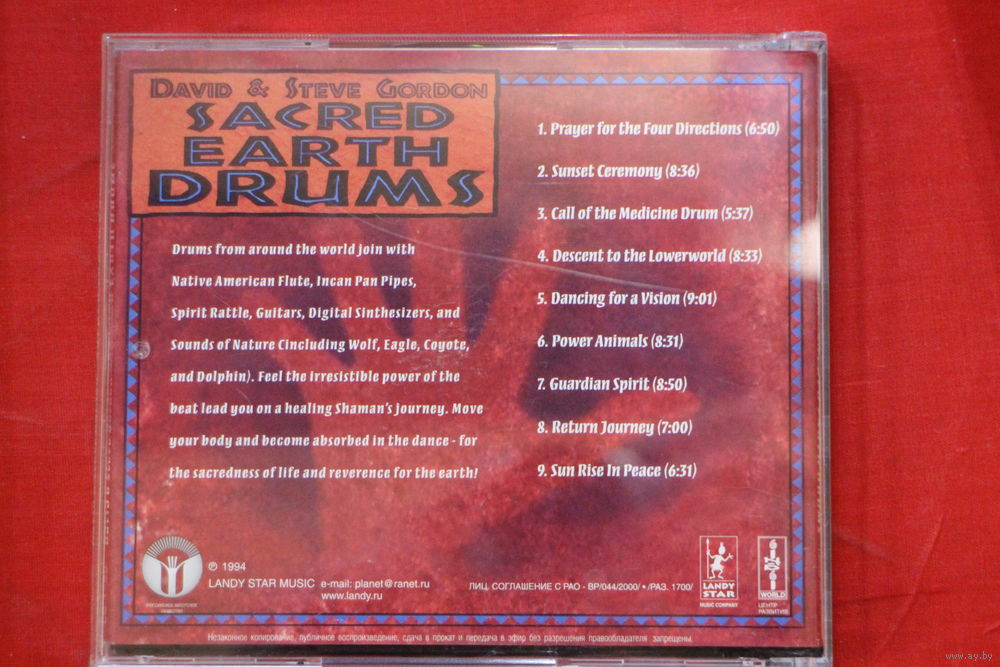 DAVID & STEVE GORDON
SACRED
EARTH
DRUMS
Drums from around the world join with
Native American Flute, Incan Pan Pipes,
Spirit Rattle, Guitars, Digital Sinthesizers, and
Sounds of Nature (including Wolf, Eagle, Coyote,
and Dolphin). Feel the irresistible power of the
beat lead you on a healing Shaman's Journey. Move
your body and become absorbed in the dance - for
the sacredness of life and reverence for the earth!
1. Prayer for the Four Directions (6:50)
2. Sunset Ceremony (8:36)
3. Call of the Medicine Drum (5:37)
4. Descent to the Lowerworld (8:33)
5. Dancing for a Vision (9:01)
6. Power Animals (8:31)
7. Guardian Spirit (8:50)
8. Return Journey (7:00)
9. Sun Rise In Peace (6:31)
РОССИЙСКОЕ АВТОРСКОЕ
ОБЩЕСТВО
℗ 1994
LANDY STAR MUSIC e-mail: planet@ranet.ru
www.landy.ru
ЛИЦ. СОГЛАШЕНИЕ С РАО - ВР/044/2000/ • /РАЗ. 1700/
LANDY
STAR
MUSIC COMPANY
WORLD
ЦЕНТР
РАЗВИТИЯ
Незаконное копирование, публичное воспроизведение, сдача в прокат и передача в эфир без разрешения правообладателя запрещены.
www.ay.by